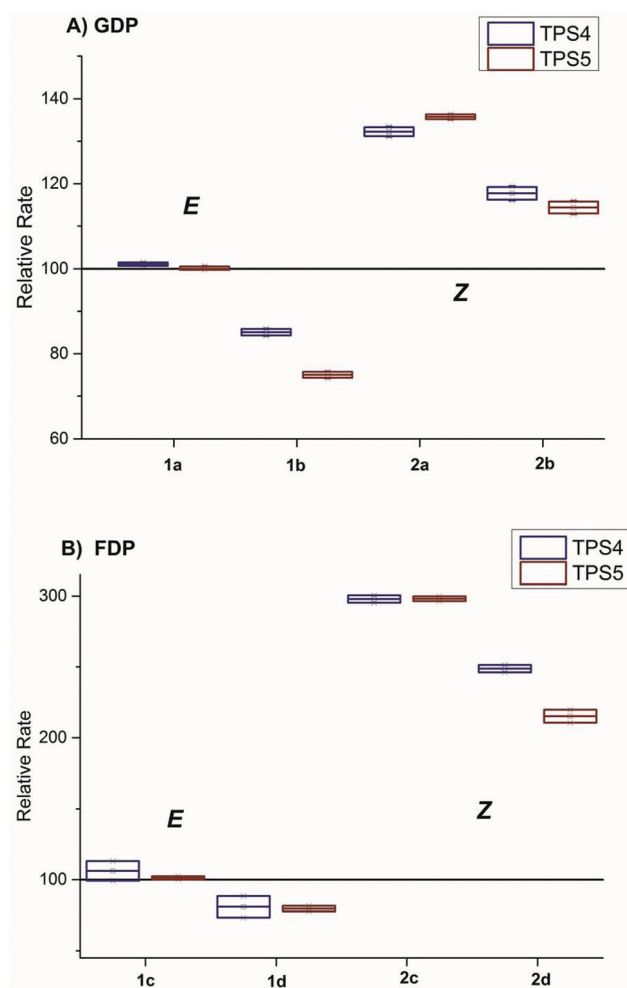 A) GDP
TPS4
TPS5
140
120
100
80
60
Relative Rate
E
Z
1a
1b
2a
2b
B) FDP
TPS4
TPS5
300
200
100
Relative Rate
E
Z
1c
1d
2c
2d